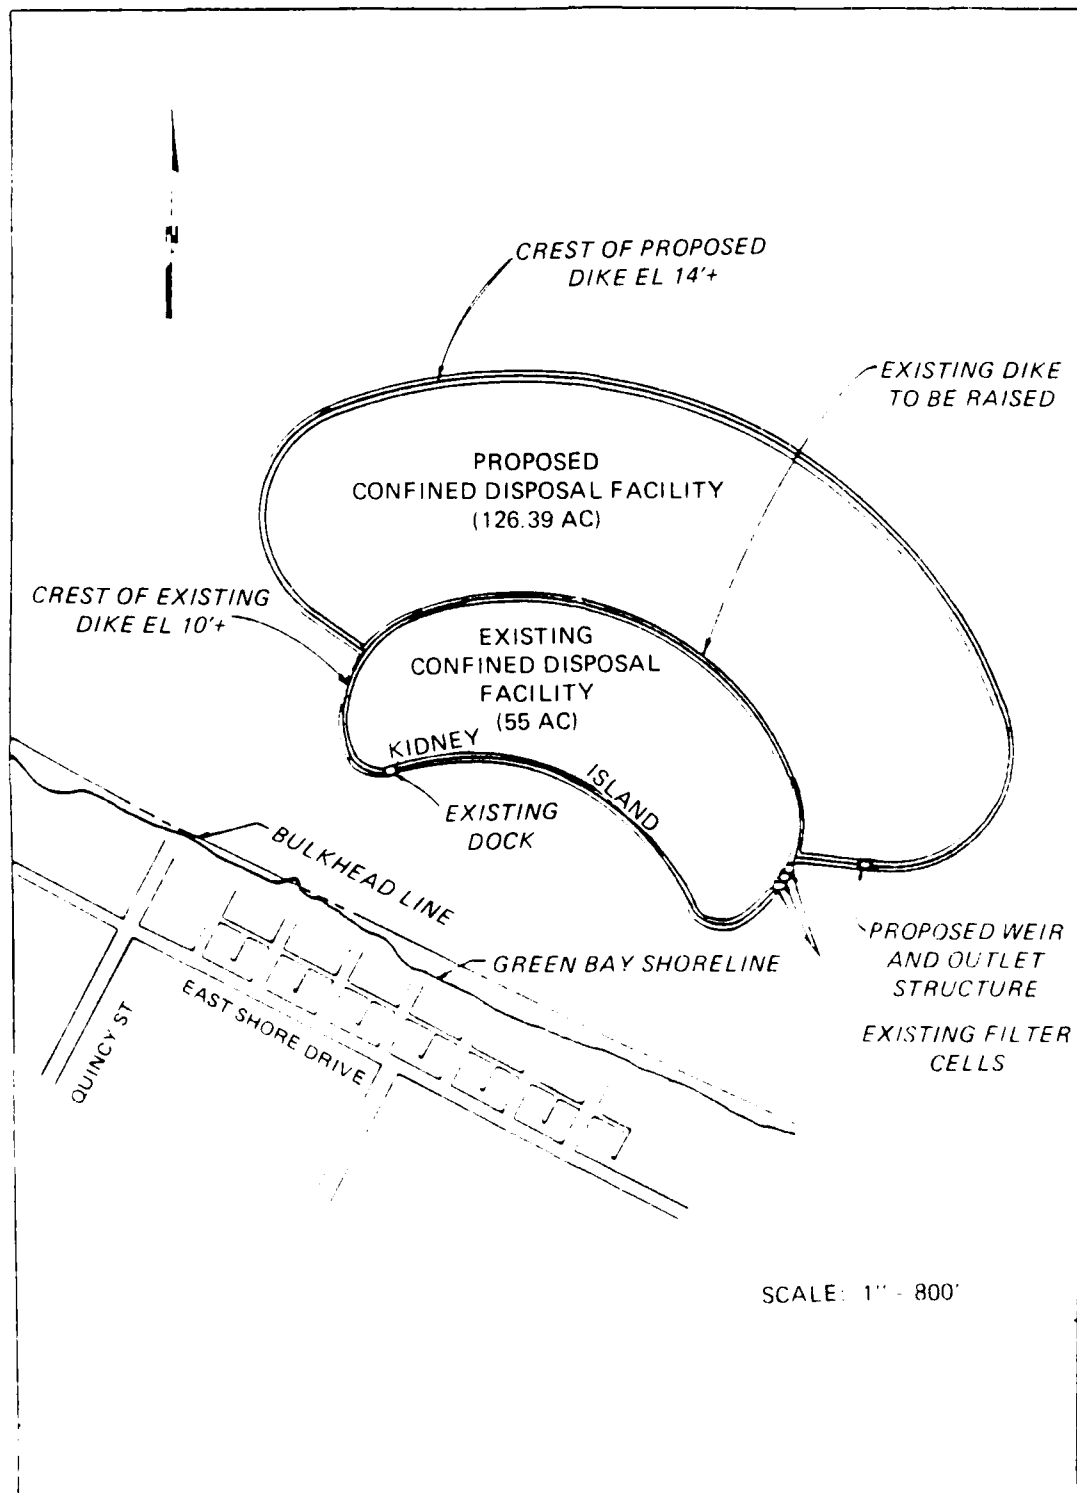 N
CREST OF PROPOSED
DIKE EL 14'+
EXISTING DIKE
TO BE RAISED
PROPOSED
CONFINED DISPOSAL FACILITY
(126.39 AC)
CREST OF EXISTING
DIKE EL 10'+
EXISTING
CONFINED DISPOSAL
FACILITY
(55 AC)
KIDNEY
ISLAND
EXISTING
DOCK
BULKHEAD LINE
GREEN BAY SHORELINE
PROPOSED WEIR
AND OUTLET
STRUCTURE
EXISTING FILTER
CELLS
EAST SHORE DRIVE
QUINCY ST
SCALE: 1" - 800'